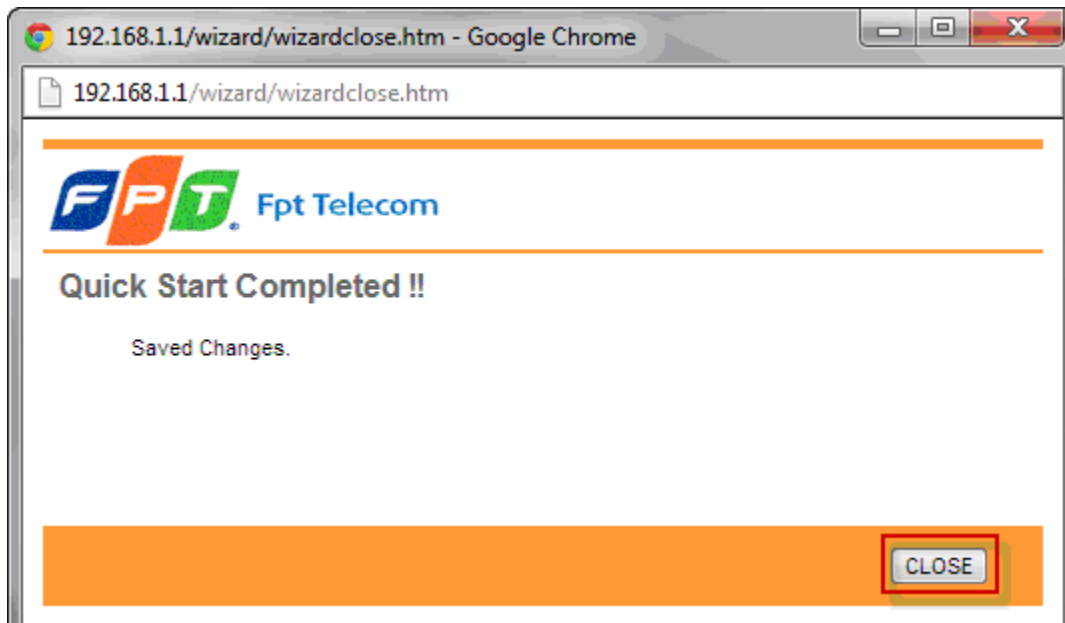 192.168.1.1/wizard/wizardclose.htm - Google Chrome
192.168.1.1/wizard/wizardclose.htm
FPT Fpt Telecom
Quick Start Completed !!
Saved Changes.
CLOSE